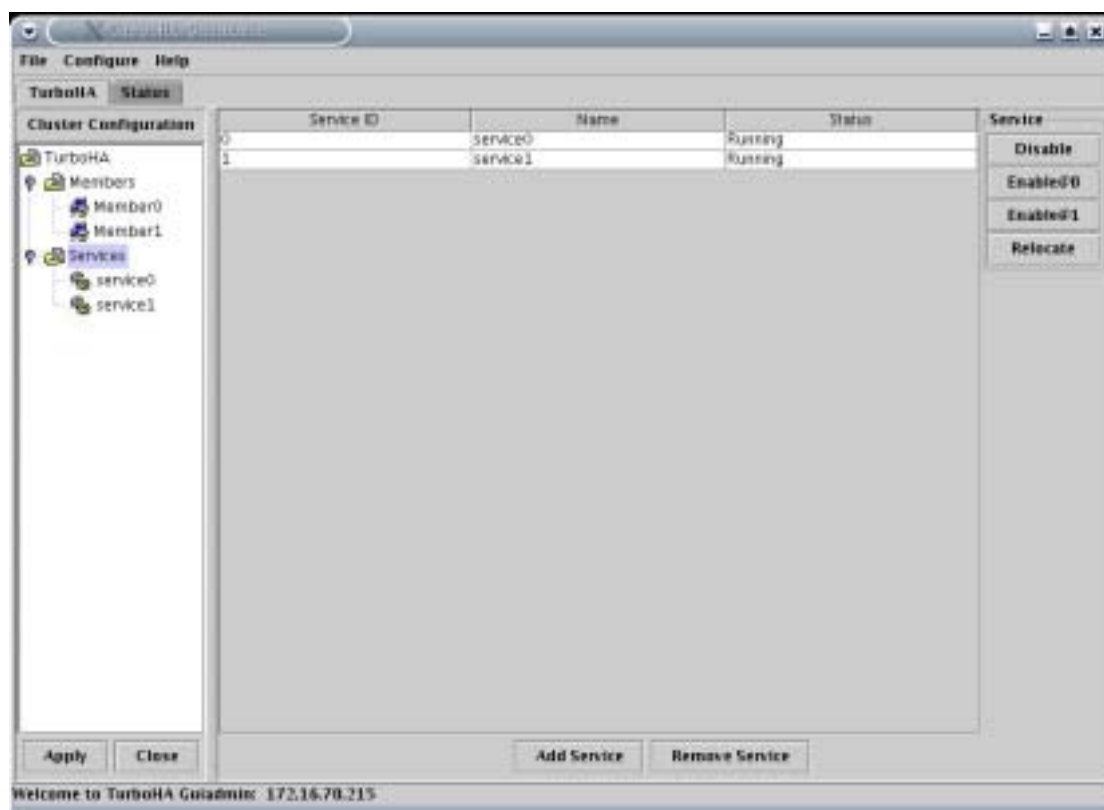 File Configure Help
TurboHA Status
Cluster Configuration
TurboHA
Members
Member0
Member1
Services
service0
service1
Service ID Name Status
0 service0 Running
1 service1 Running
Service
Disable
Enable@0
Enable@1
Relocate
Apply Close
Add Service Remove Service
Welcome to TurboHA Guiadmin: 172.16.70.215